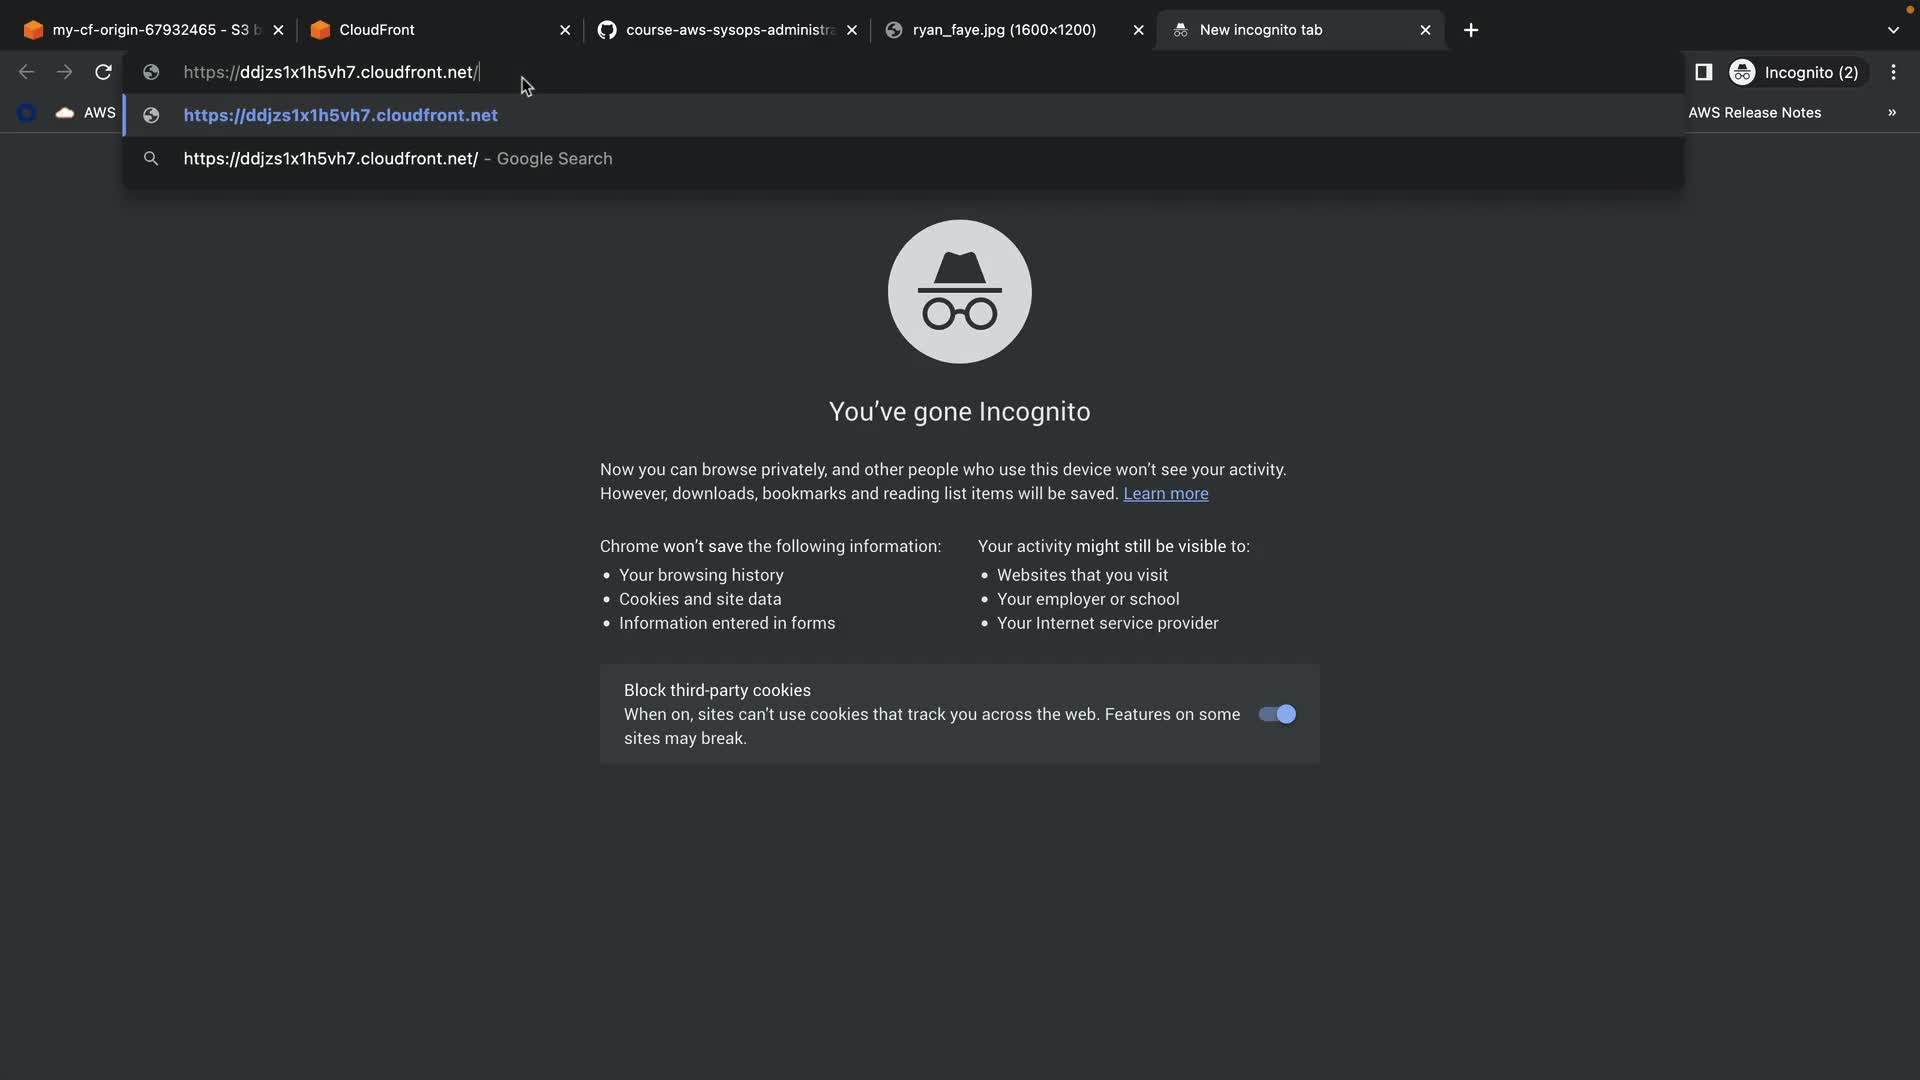 my-cf-origin-67932465 - S3 b
CloudFront
course-aws-sysops-administra
ryan_faye.jpg (1600×1200)
New incognito tab
https://ddjzs1x1h5vh7.cloudfront.net/
Incognito (2)
AWS
https://ddjzs1x1h5vh7.cloudfront.net
AWS Release Notes
»
https://ddjzs1x1h5vh7.cloudfront.net/ - Google Search
You’ve gone Incognito
Now you can browse privately, and other people who use this device won’t see your activity.
However, downloads, bookmarks and reading list items will be saved. Learn more
Chrome won’t save the following information:
• Your browsing history
• Cookies and site data
• Information entered in forms
Your activity might still be visible to:
• Websites that you visit
• Your employer or school
• Your Internet service provider
Block third-party cookies
When on, sites can't use cookies that track you across the web. Features on some
sites may break.